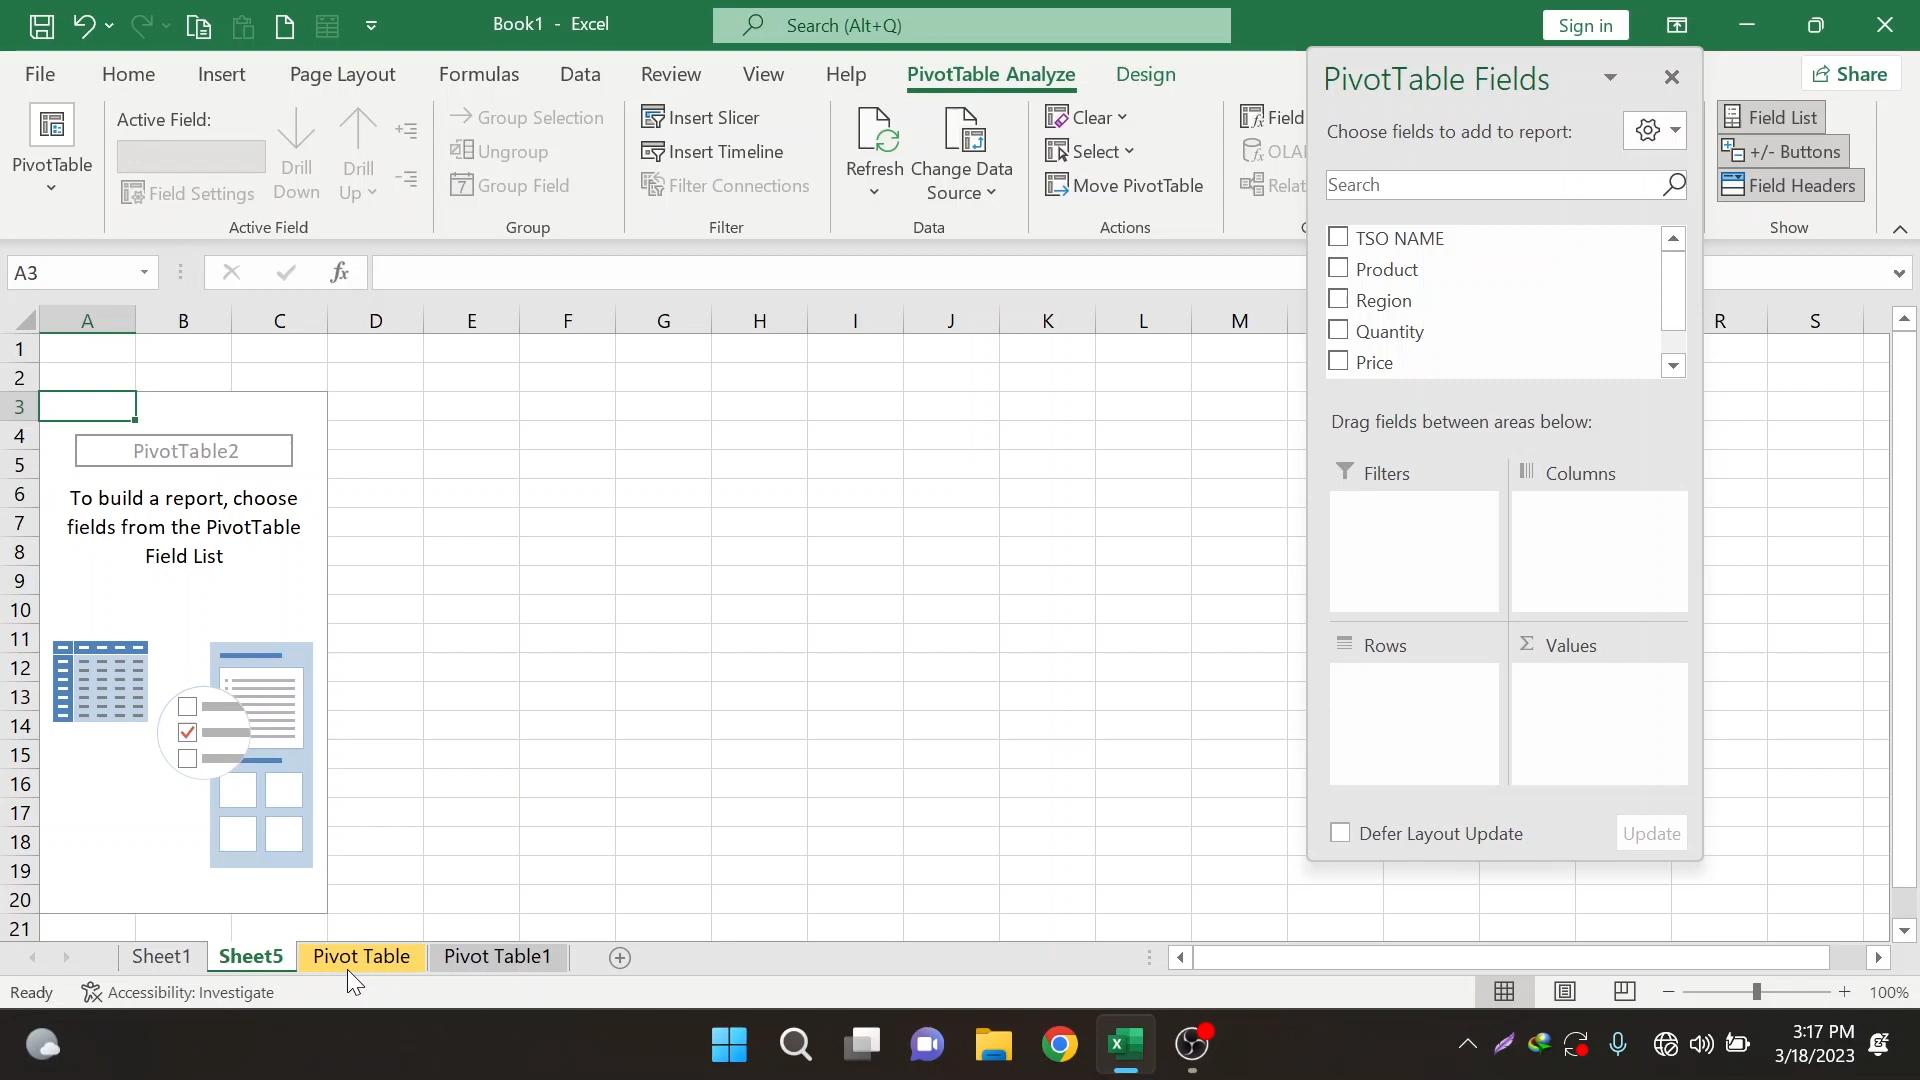 Book1 - Excel
Search (Alt+Q)
Sign in
File Home Insert Page Layout Formulas Data Review View Help PivotTable Analyze Design
Share
PivotTable
Active Field:
Field Settings
Drill Down
Drill Up
Active Field
Group Selection
Ungroup
Group Field
Group
Insert Slicer
Insert Timeline
Filter Connections
Filter
Refresh
Change Data Source
Data
Clear
Select
Move PivotTable
Actions
Field
OLAI
Relat
Field List
+/- Buttons
Field Headers
Show
PivotTable Fields
Choose fields to add to report:
Search
TSO NAME
Product
Region
Quantity
Price
Drag fields between areas below:
Filters
Columns
Rows
Values
Defer Layout Update
Update
A3
fx
A B C D E F G H I J K L M R S
1
2
3
4
5
6
7
8
9
10
11
12
13
14
15
16
17
18
19
20
21
PivotTable2
To build a report, choose
fields from the PivotTable
Field List
Sheet1 Sheet5 Pivot Table Pivot Table1
Ready
Accessibility: Investigate
100%
3:17 PM
3/18/2023